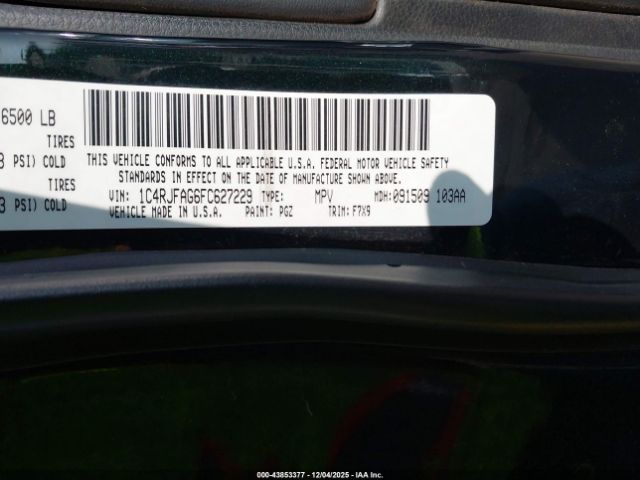 6500 LB
TIRES
PSI) COLD
TIRES
PSI) COLD
THIS VEHICLE CONFORMS TO ALL APPLICABLE U.S.A. FEDERAL MOTOR VEHICLE SAFETY
STANDARDS IN EFFECT ON THE DATE OF MANUFACTURE SHOWN ABOVE.
VIN: 1C4RJFAG6FC627229 TYPE: MPV MDH: 091509 103AA
VEHICLE MADE IN U.S.A. PAINT: PGZ TRIM: F7X9
000-43853377 - 12/04/2025 - IAA Inc.